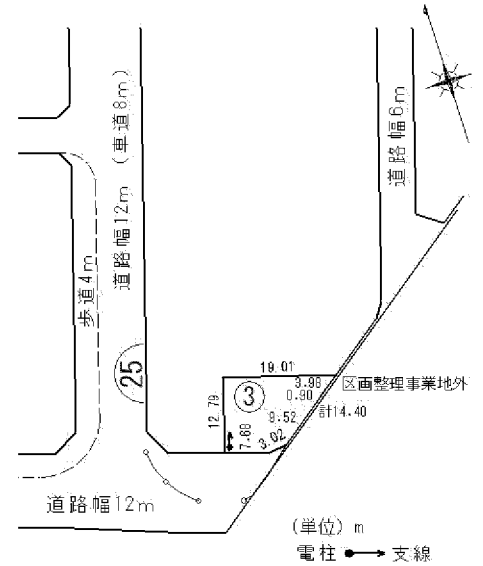 道路幅12m（車道8m）
歩道4m
道路幅6m
25
19.01
3.98
0.90
区画整理事業地外
③
9.52
計14.40
12.79
7.68
3.02
道路幅12m
(単位) m
電柱 支線